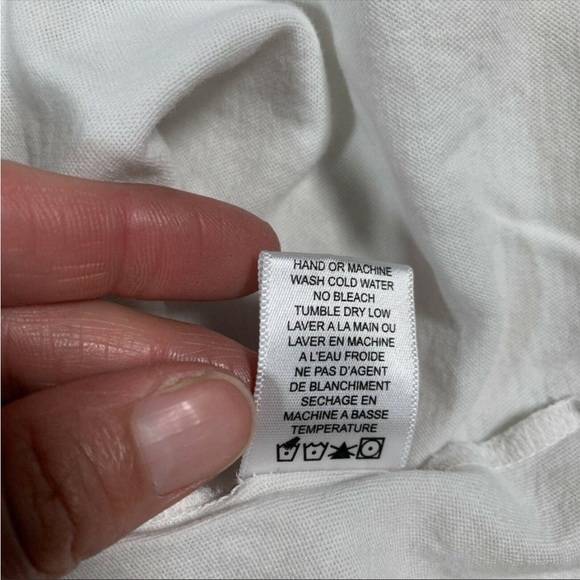 HAND OR MACHINE
WASH COLD WATER
NO BLEACH
TUMBLE DRY LOW
LAVER A LA MAIN OU
LAVER EN MACHINE
A L'EAU FROIDE
NE PAS D'AGENT
DE BLANCHIMENT
SECHAGE EN
MACHINE A BASSE
TEMPERATURE